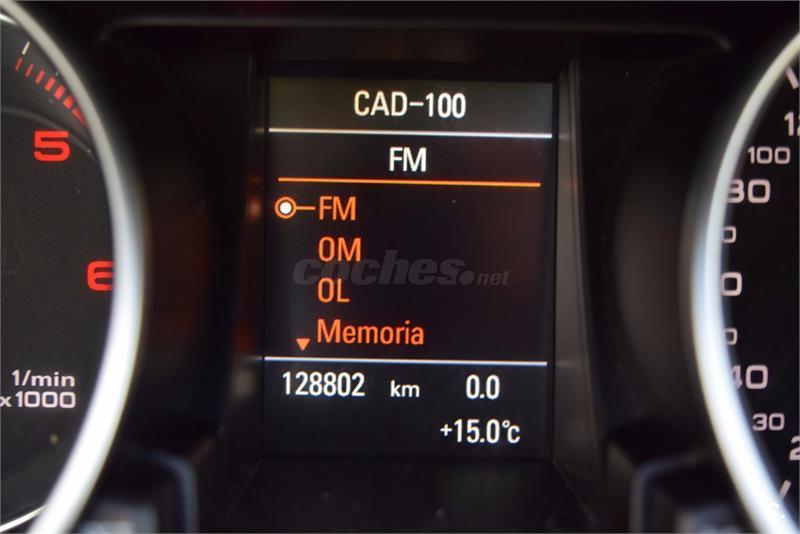 CAD-100
FM
FM
OM
OL
Memoria
128802 km 0.0
+15.0°c
coches.net
5
6
1/min
x1000
100
30